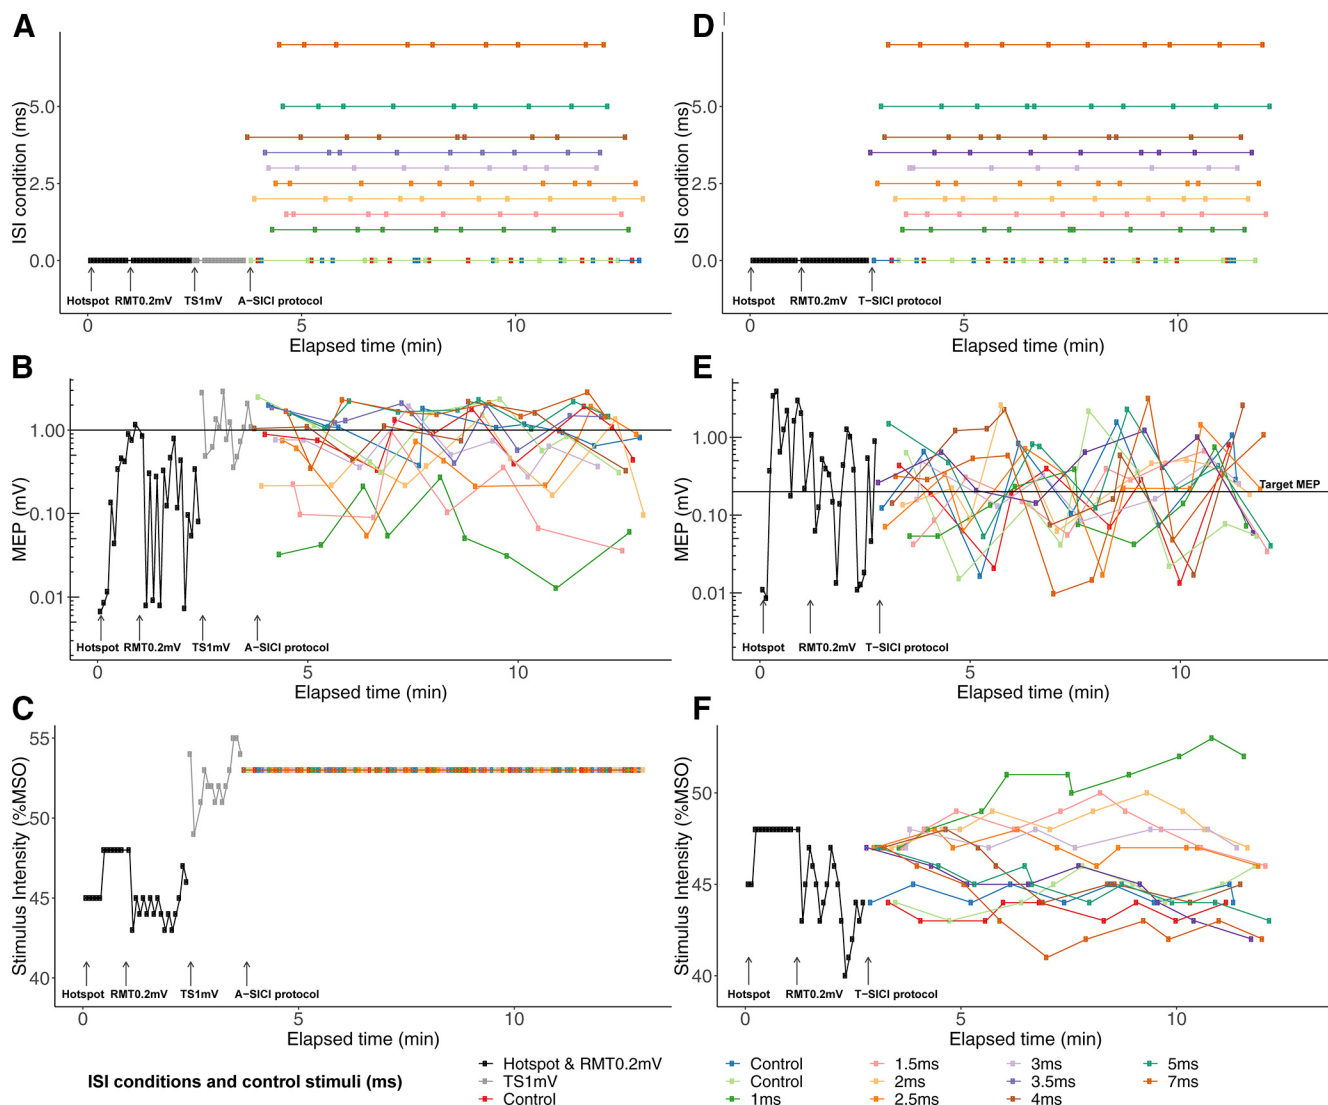 A
ISI condition (ms)
5.0
2.5
0.0
Hotspot RMT0.2mV TS1mV A−SICI protocol
0 5 10
Elapsed time (min)
D
ISI condition (ms)
5.0
2.5
0.0
Hotspot RMT0.2mV T−SICI protocol
0 5 10
Elapsed time (min)
B
MEP (mV)
1.00
0.10
0.01
Hotspot RMT0.2mV TS1mV A−SICI protocol
0 5 10
Elapsed time (min)
E
MEP (mV)
1.00
0.10
0.01
Target MEP
Hotspot RMT0.2mV T−SICI protocol
0 5 10
Elapsed time (min)
C
Stimulus Intensity (%MSO)
55
50
45
40
Hotspot RMT0.2mV TS1mV A−SICI protocol
0 5 10
Elapsed time (min)
F
Stimulus Intensity (%MSO)
50
45
40
Hotspot RMT0.2mV T−SICI protocol
0 5 10
Elapsed time (min)
ISI conditions and control stimuli (ms)
Hotspot & RMT0.2mV
TS1mV
Control
Control
Control
1ms
1.5ms
2ms
2.5ms
3ms
3.5ms
4ms
5ms
7ms